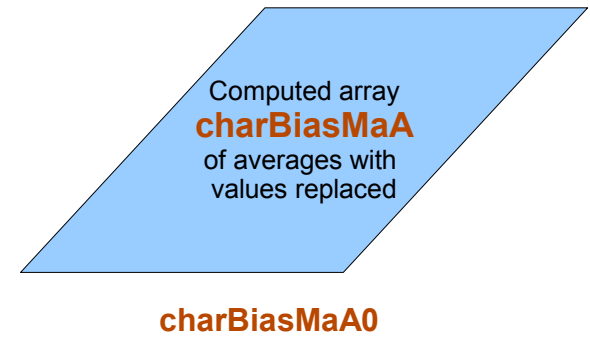 Computed array
charBiasMaA
of averages with
values replaced
charBiasMaA0